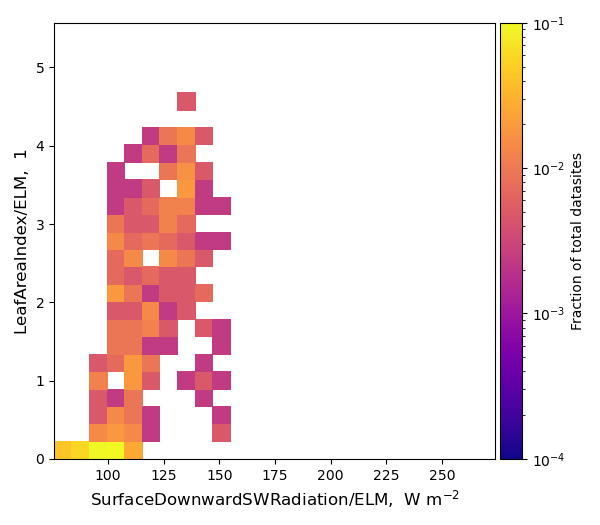 LeafAreaIndex/ELM,  1
5
4
3
2
1
0
100 125 150 175 200 225 250
SurfaceDownwardSWRadiation/ELM,  W m⁻²
10⁻¹
10⁻²
10⁻³
10⁻⁴
Fraction of total datasites